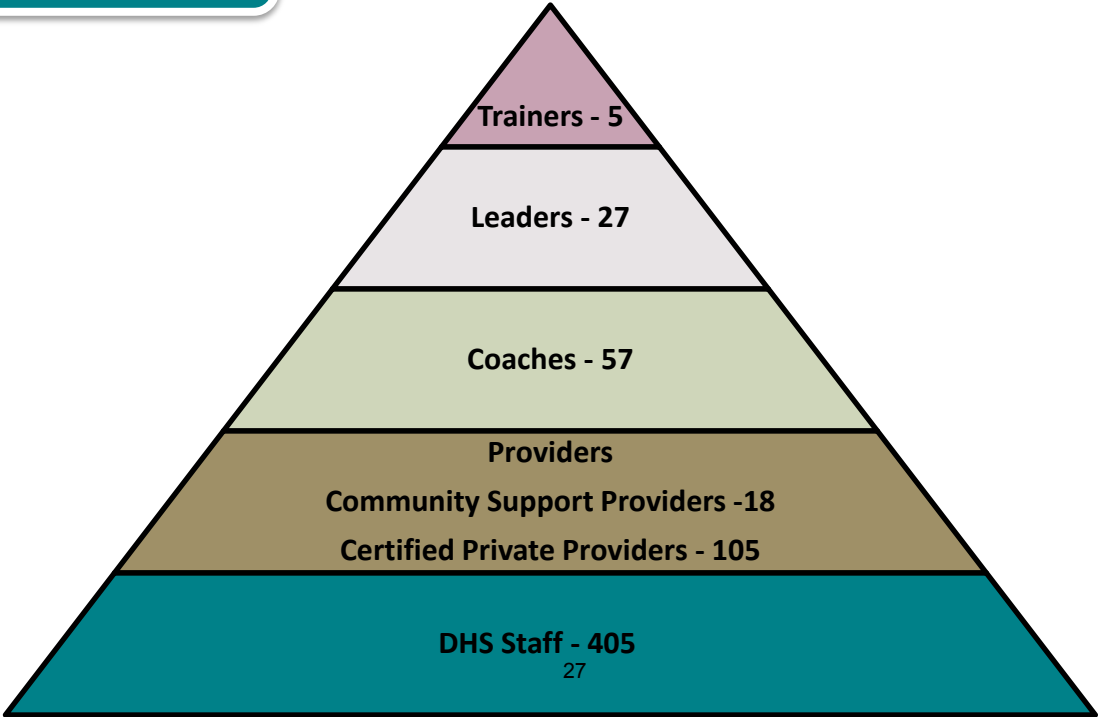 Trainers - 5
Leaders - 27
Coaches - 57
Providers
Community Support Providers -18
Certified Private Providers - 105
DHS Staff - 405
27